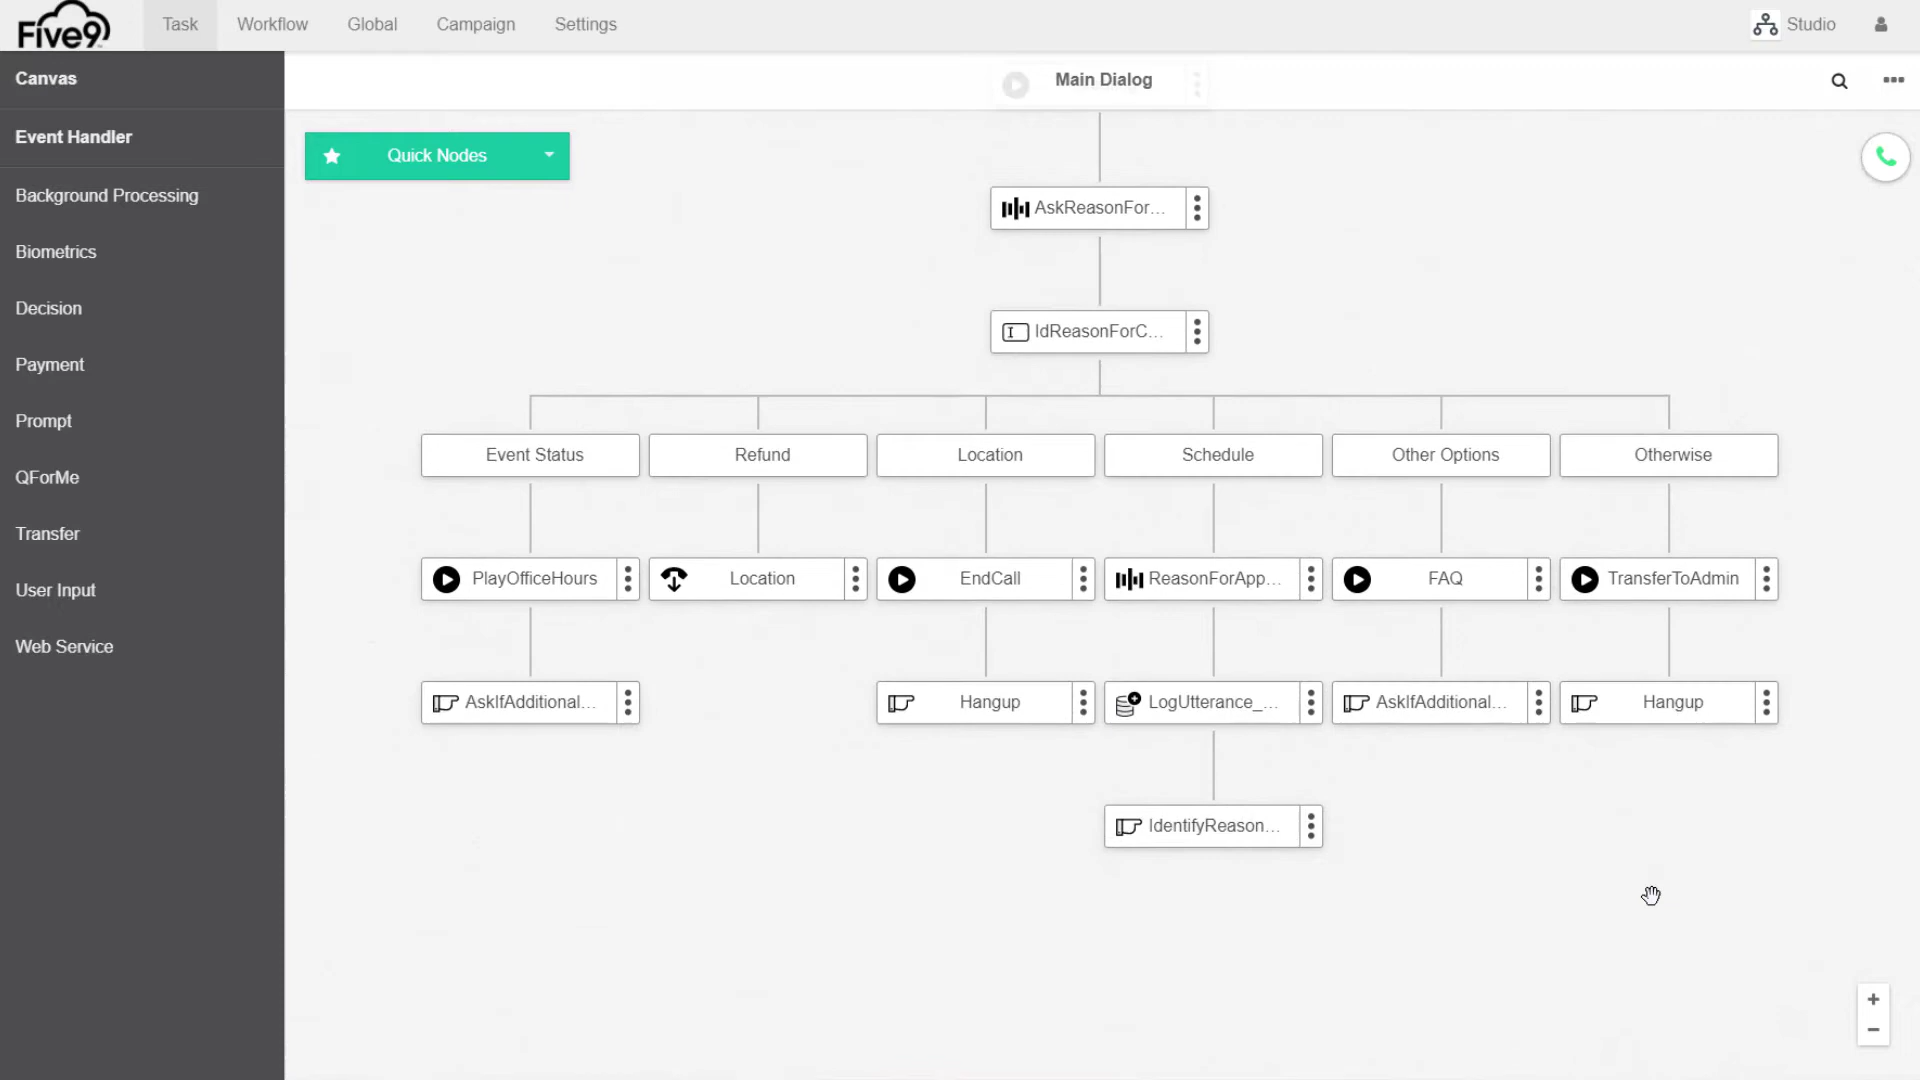 Five9
Task
Workflow
Global
Campaign
Settings
Studio
Canvas
Main Dialog
Event Handler
Quick Nodes
Background Processing
AskReasonFor...
Biometrics
Decision
IdReasonForC...
Payment
Prompt
Event Status
Refund
Location
Schedule
Other Options
Otherwise
QForMe
Transfer
PlayOfficeHours
Location
EndCall
ReasonForApp...
FAQ
TransferToAdmin
User Input
Web Service
AskIfAdditional...
Hangup
LogUtterance_...
AskIfAdditional...
Hangup
IdentifyReason...